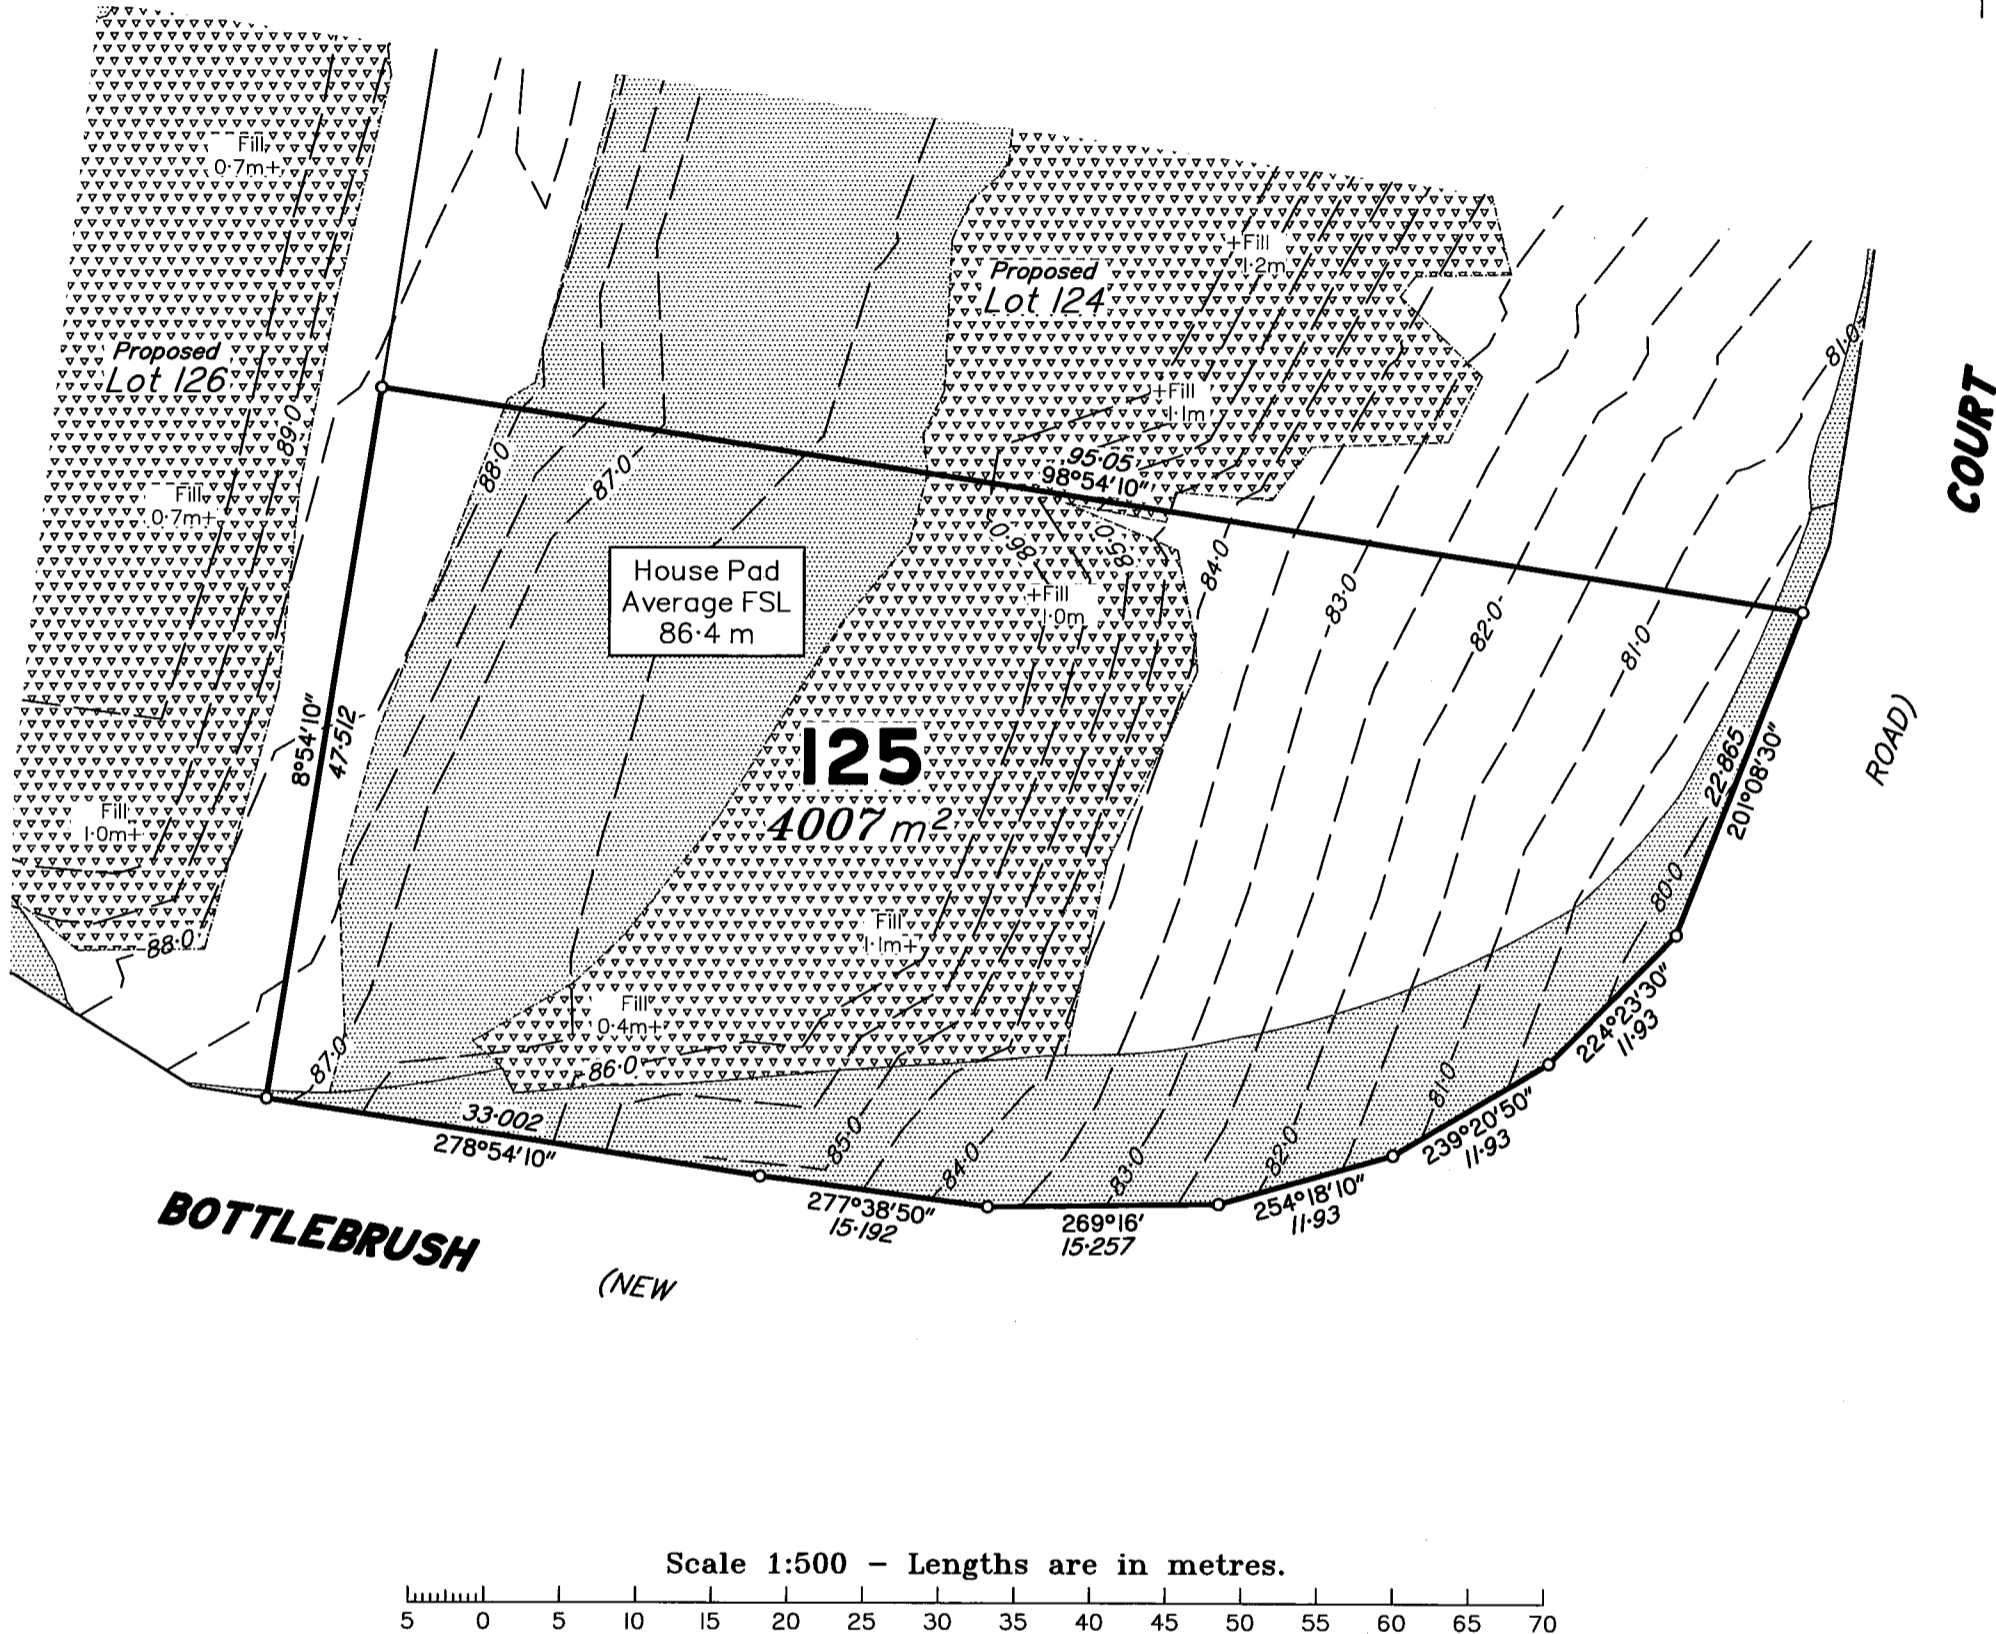 Fill
0·7m+
+Fill
1·2m
Proposed
Lot 124
81·0
Proposed
Lot 126
COURT
+Fill
1·1m
89·0
88·0
87·0
95·05
98°54'10"
Fill
0·7m+
86·0
85·0
84·0
House Pad
Average FSL
86·4 m
+Fill
1·0m
83·0
82·0
81·0
8°54'10"
47·512
125
4007 m²
22·865
201°08'30"
ROAD)
Fill
1·0m+
80·0
Fill
1·1m+
88·0
Fill
0·4m+
224°23'30"
11·93
87·0
86·0
81·0
33·002
278°54'10"
85·0
84·0
83·0
82·0
239°20'50"
11·93
277°38'50"
15·192
269°16'
15·257
254°18'10"
11·93
BOTTLEBRUSH
(NEW
Scale 1:500 – Lengths are in metres.
5 0 5 10 15 20 25 30 35 40 45 50 55 60 65 70